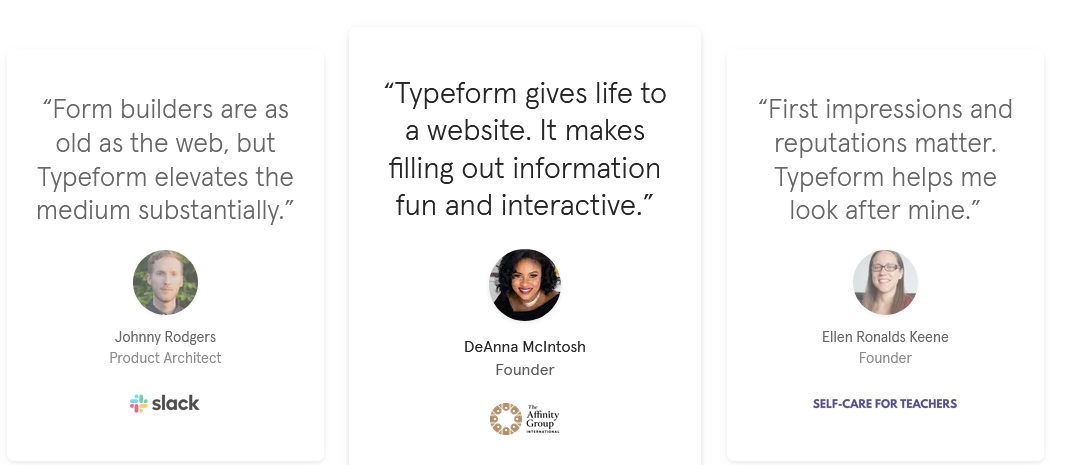 “Form builders are as
old as the web, but
Typeform elevates the
medium substantially.”
Johnny Rodgers
Product Architect
slack
“Typeform gives life to
a website. It makes
filling out information
fun and interactive.”
DeAnna McIntosh
Founder
The
Affinity
Group
INTERNATIONAL
“First impressions and
reputations matter.
Typeform helps me
look after mine.”
Ellen Ronalds Keene
Founder
SELF-CARE FOR TEACHERS